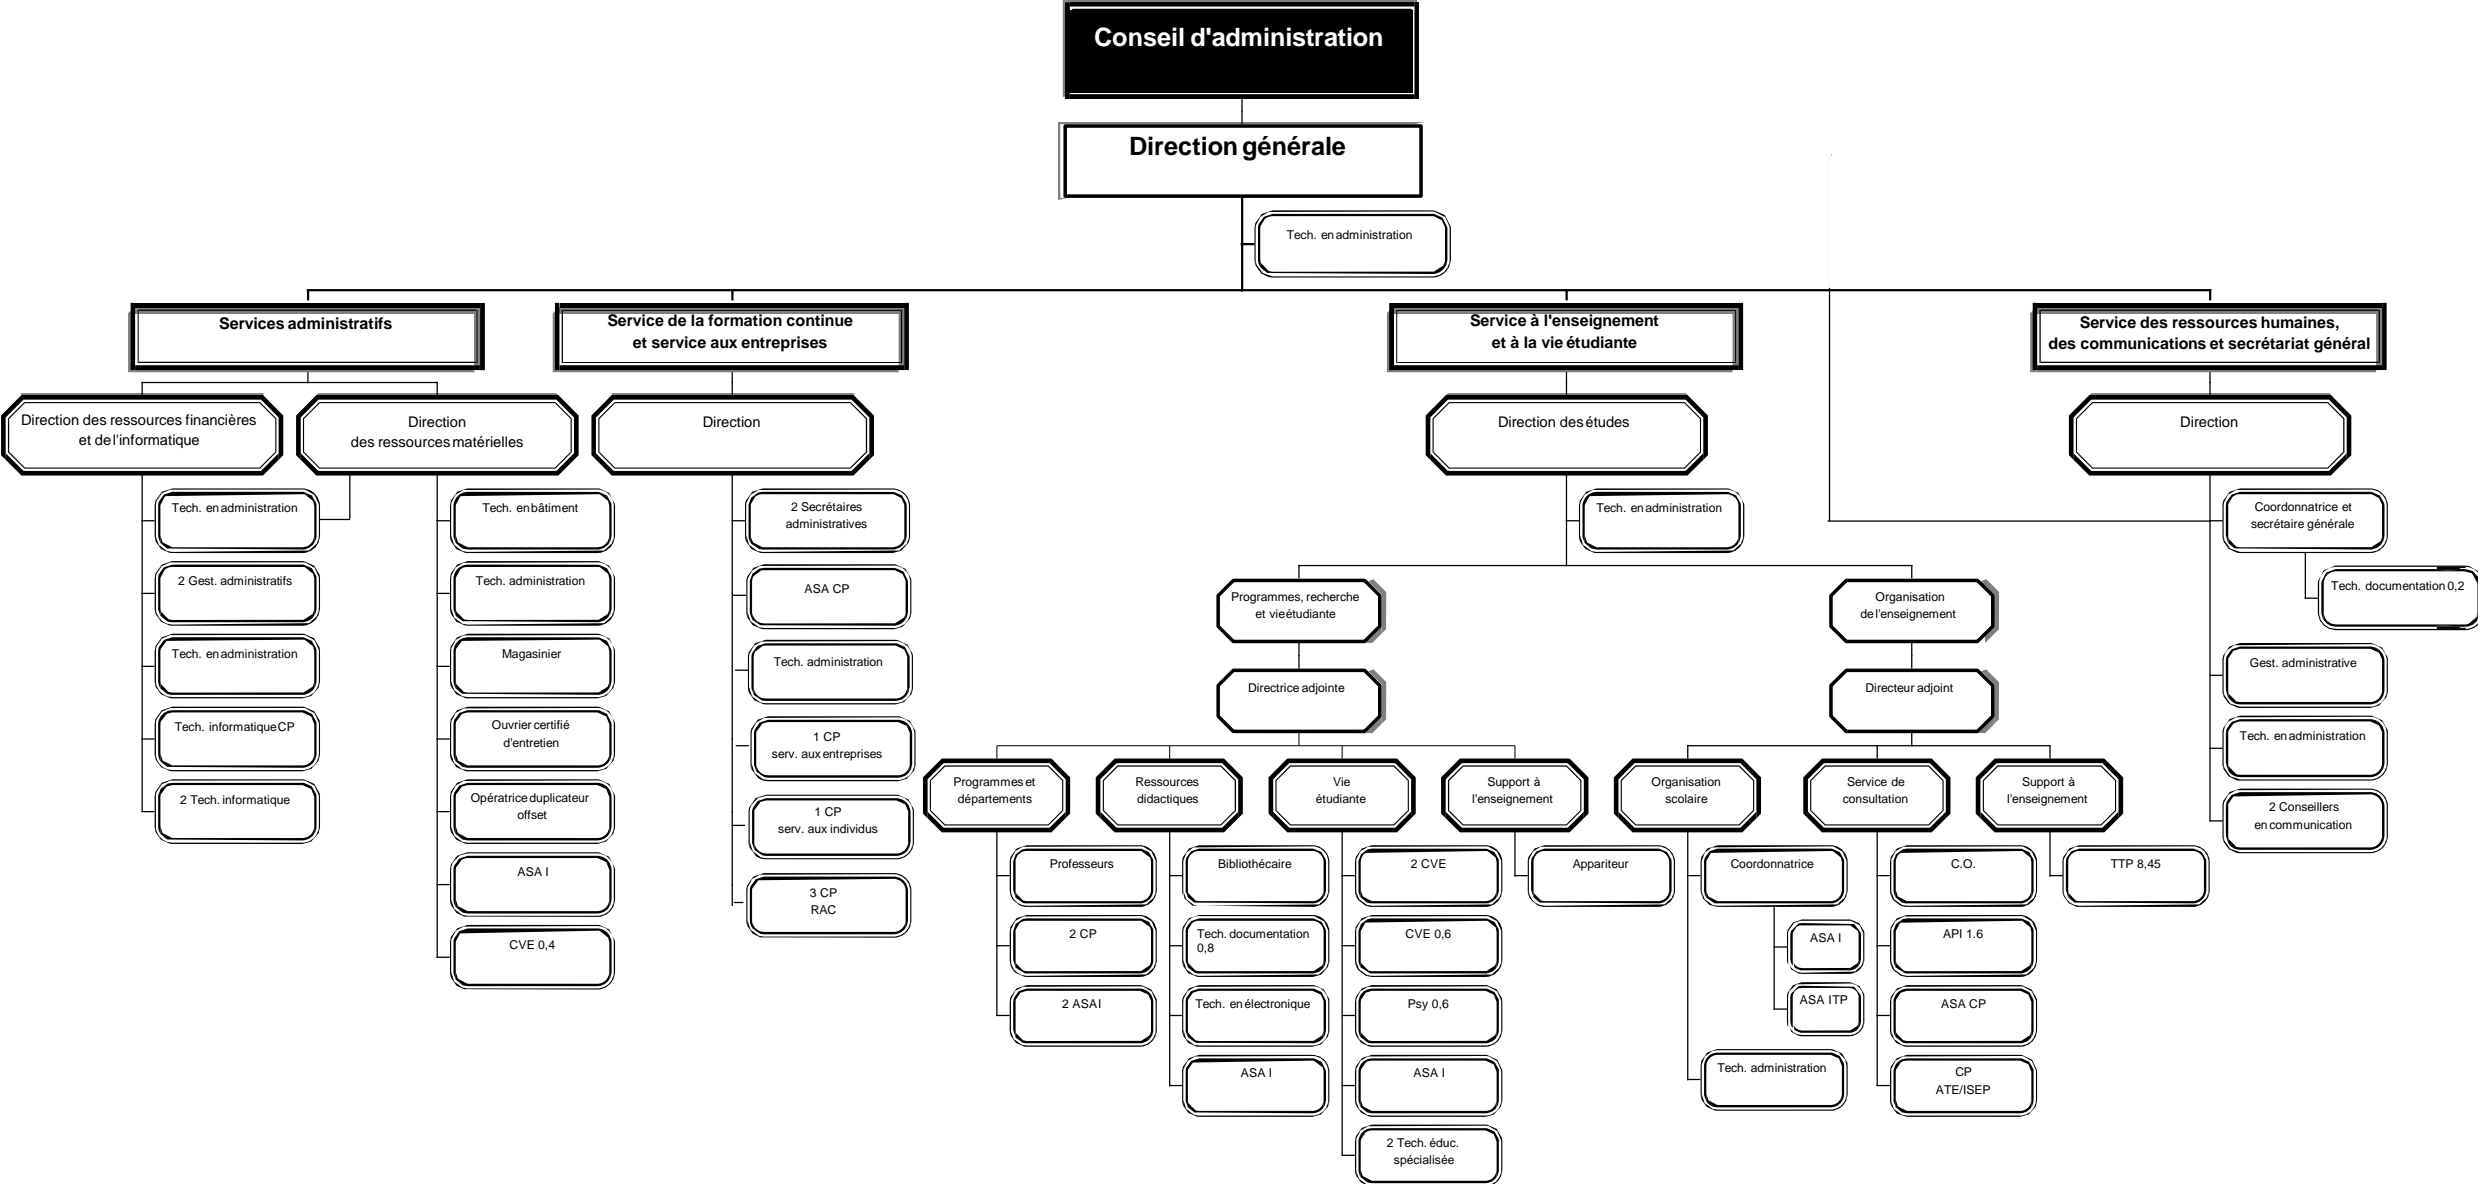 Conseil d'administration
Direction générale
Tech. en administration
Services administratifs
Direction des ressources financières
et de l'informatique
Tech. en administration
2 Gest. administratifs
Tech. en administration
Tech. informatique CP
2 Tech. informatique
Direction
des ressources matérielles
Tech. en bâtiment
Tech. administration
Magasinier
Ouvrier certifié
d'entretien
Opératrice duplicateur
offset
ASA I
CVE 0,4
Service de la formation continue
et service aux entreprises
Direction
2 Secrétaires
administratives
ASA CP
Tech. administration
1 CP
serv. aux entreprises
1 CP
serv. aux individus
3 CP
RAC
Service à l'enseignement
et à la vie étudiante
Direction des études
Tech. en administration
Programmes, recherche
et vie étudiante
Directrice adjointe
Programmes et
départements
Professeurs
2 CP
2 ASA I
Ressources
didactiques
Bibliothécaire
Tech. documentation
0,8
Tech. en électronique
ASA I
Vie
étudiante
2 CVE
CVE 0,6
Psy 0,6
ASA I
2 Tech. éduc.
spécialisée
Support à
l'enseignement
Appariteur
Organisation
de l'enseignement
Directeur adjoint
Organisation
scolaire
Coordonnatrice
ASA I
ASA ITP
Tech. administration
Service de
consultation
C.O.
API 1.6
ASA CP
CP
ATE/ISEP
Support à
l'enseignement
TTP 8,45
Service des ressources humaines,
des communications et secrétariat général
Direction
Coordonnatrice et
secrétaire générale
Tech. documentation 0,2
Gest. administrative
Tech. en administration
2 Conseillers
en communication